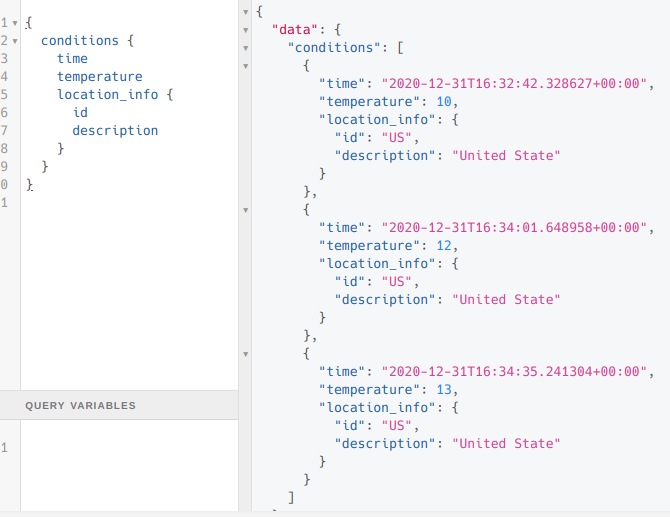 1 {
2 conditions {
3 time
4 temperature
5 location_info {
6 id
7 description
8 }
9 }
0 }
1
QUERY VARIABLES
1
{
"data": {
"conditions": [
{
"time": "2020-12-31T16:32:42.328627+00:00",
"temperature": 10,
"location_info": {
"id": "US",
"description": "United State"
}
},
{
"time": "2020-12-31T16:34:01.648958+00:00",
"temperature": 12,
"location_info": {
"id": "US",
"description": "United State"
}
},
{
"time": "2020-12-31T16:34:35.241304+00:00",
"temperature": 13,
"location_info": {
"id": "US",
"description": "United State"
}
}
]